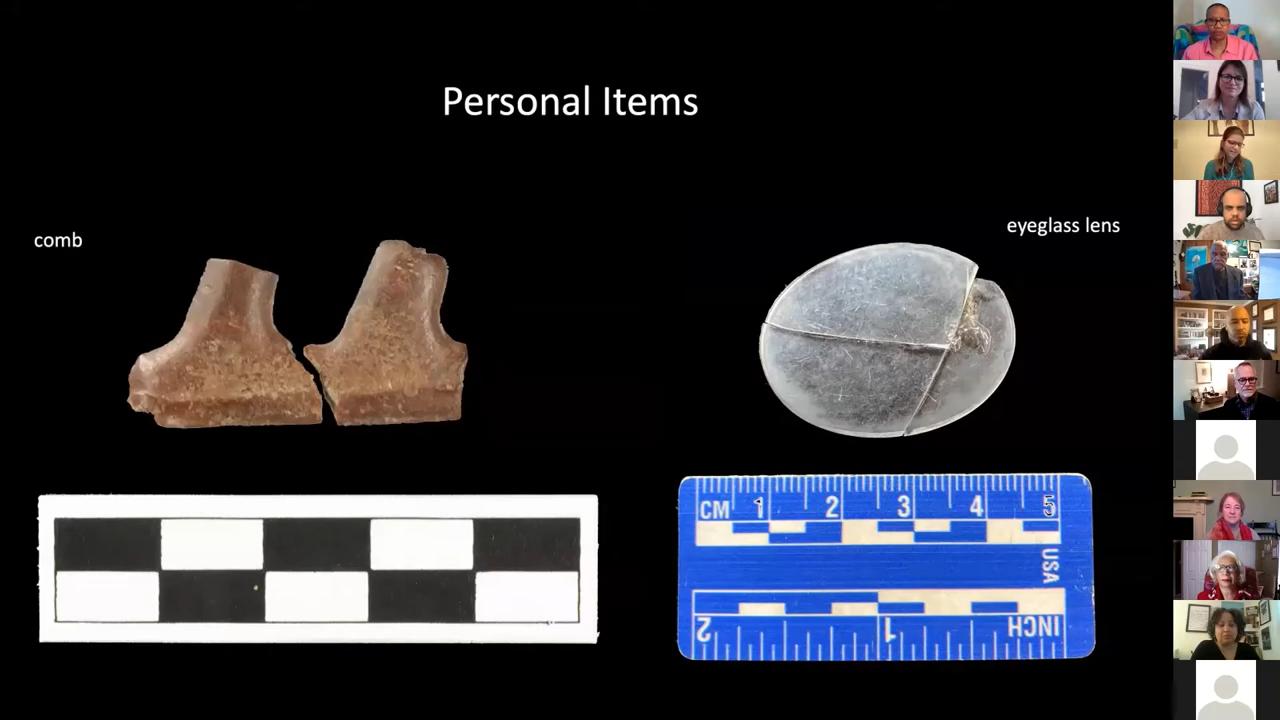 Personal Items
comb
eyeglass lens
CM 1 2 3 4 5
USA
INCH
1
2